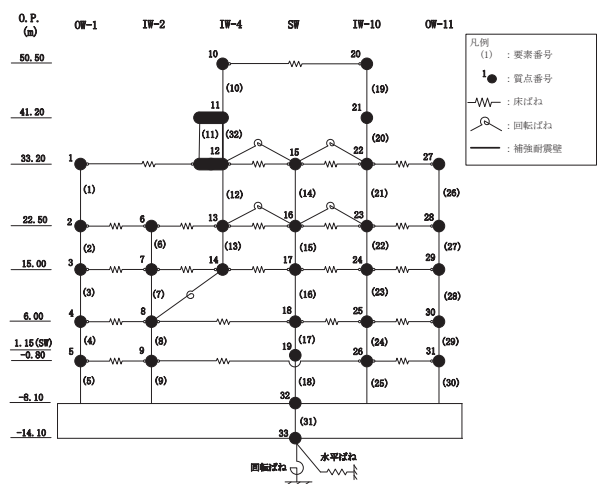 O.P.
(m)
OW-1 IW-2 IW-4 SW IW-10 OW-11
凡例
(1) : 要素番号
1 : 質点番号
: 床ばね
: 回転ばね
: 補強耐震壁
50.50 10 20
(10) (19)
41.20 11 21
(11) (32) (20)
33.20 1 12 15 22 27
(1) (12) (14) (21) (26)
22.50 2 6 13 16 23 28
(2) (6) (13) (15) (22) (27)
15.00 3 7 14 17 24 29
(3) (7) (16) (23) (28)
6.00 4 8 18 25 30
(4) (8) (17) (24) (29)
1.15(SW) 19
-0.80 5 9 26 31
(5) (9) (18) (25) (30)
-8.10 32
(31)
-14.10 33
水平ばね
回転ばね